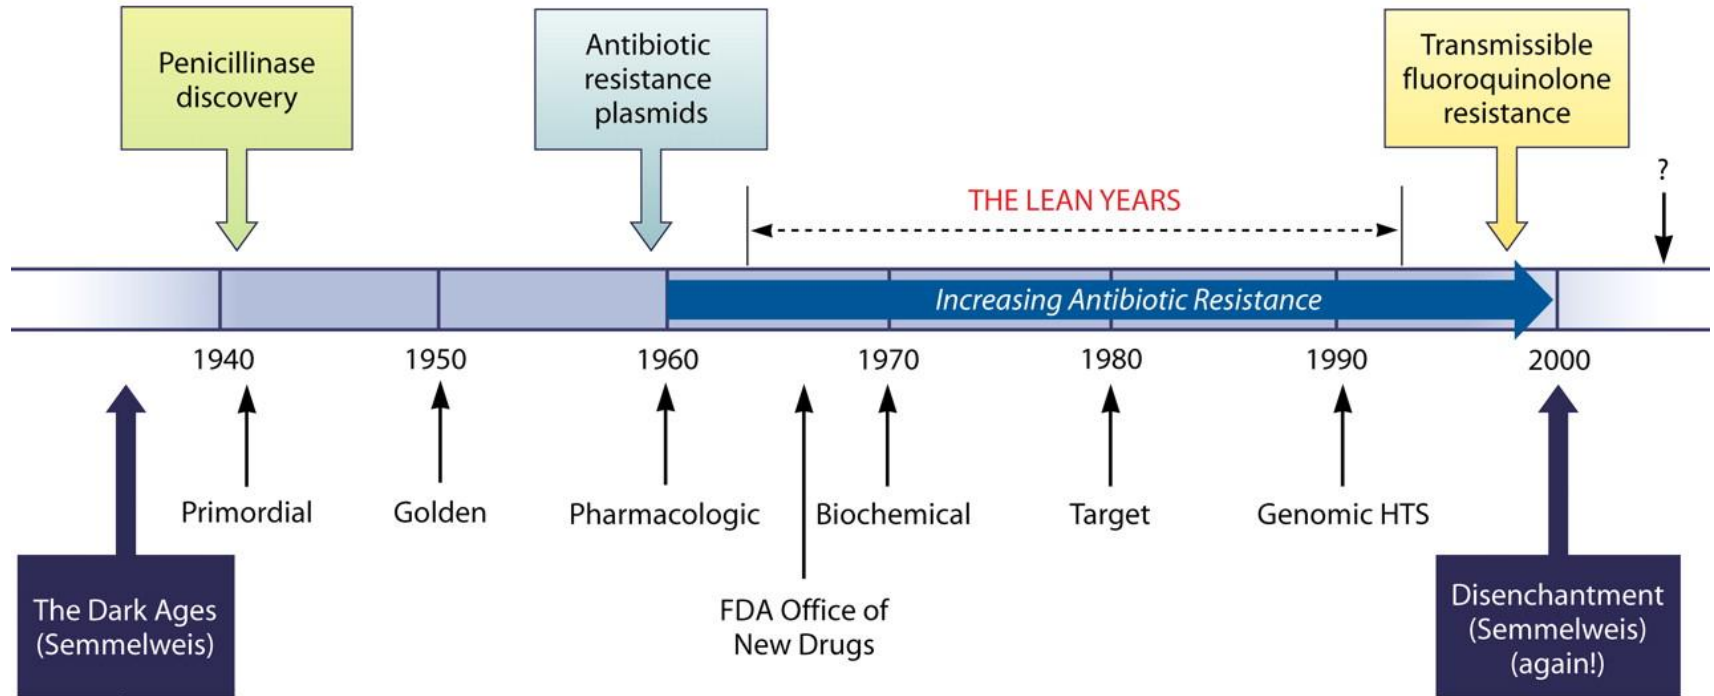 Penicillinase
discovery
Antibiotic
resistance
plasmids
Transmissible
fluoroquinolone
resistance
?
THE LEAN YEARS
Increasing Antibiotic Resistance
1940
1950
1960
1970
1980
1990
2000
Primordial
Golden
Pharmacologic
Biochemical
Target
Genomic HTS
The Dark Ages
(Semmelweis)
FDA Office of
New Drugs
Disenchantment
(Semmelweis)
(again!)